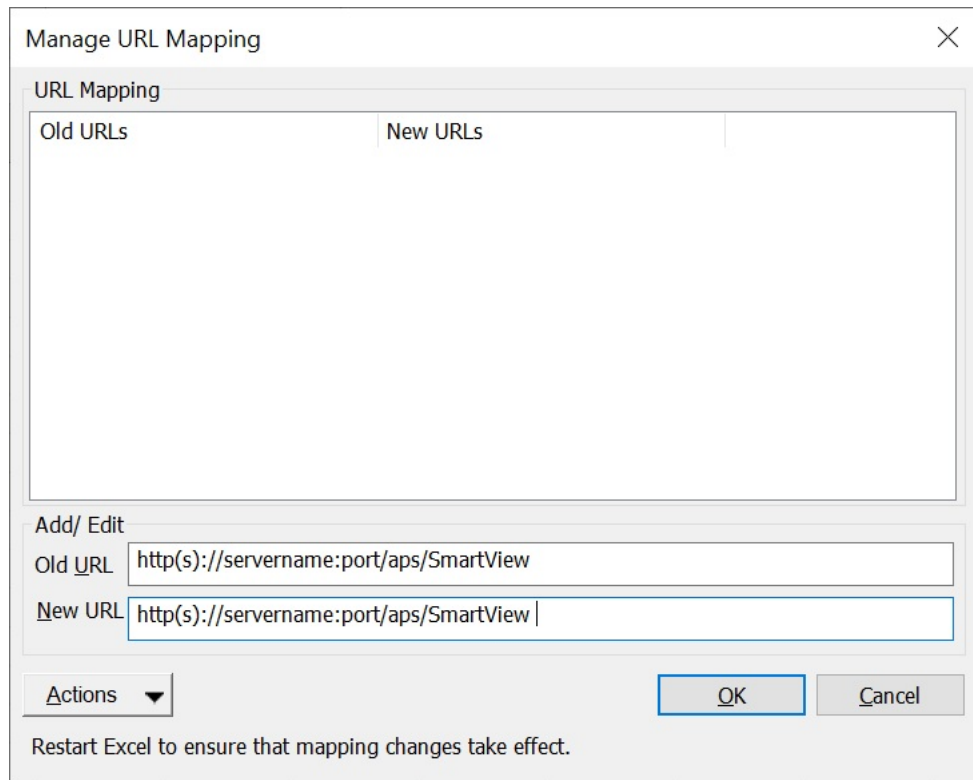 Manage URL Mapping
URL Mapping
Old URLs New URLs
Add/ Edit
Old URL http(s)://servername:port/aps/SmartView
New URL http(s)://servername:port/aps/SmartView
Actions OK Cancel
Restart Excel to ensure that mapping changes take effect.